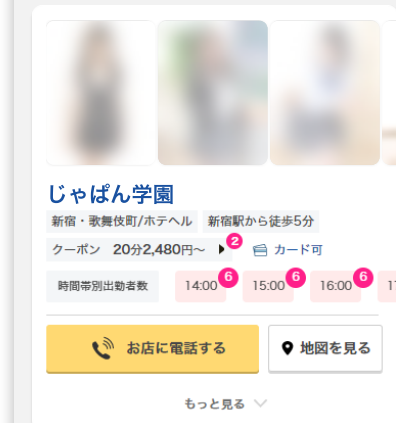 じゃぱん学園
新宿・歌舞伎町/ホテヘル 新宿駅から徒歩5分
クーポン 20分2,480円〜 2 カード可
時間帯別出勤者数 14:00 6 15:00 6 16:00 6
お店に電話する 地図を見る
もっと見る